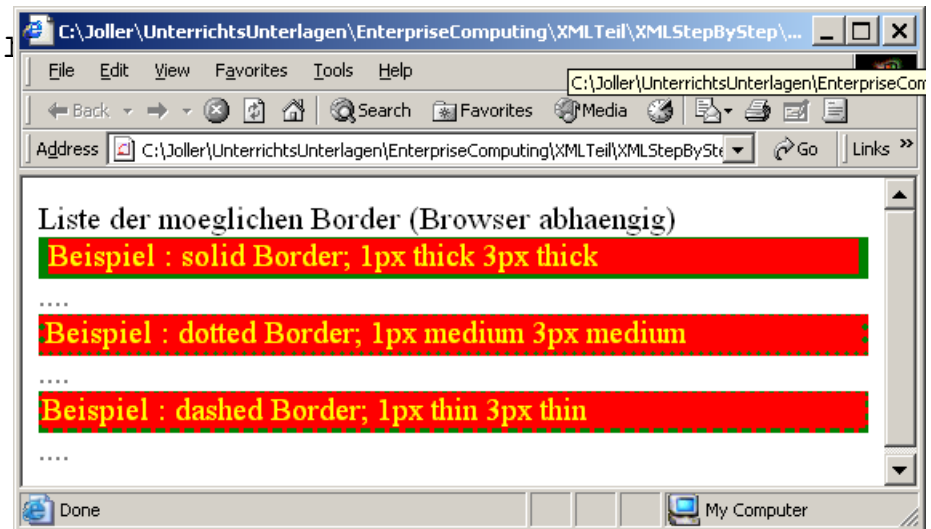 C:\Joller\UnterrichtsUnterlagen\EnterpriseComputing\XMLTeil\XMLStepByStep\...
File Edit View Favorites Tools Help
C:\Joller\UnterrichtsUnterlagen\EnterpriseCom
Back Search Favorites Media
Address C:\Joller\UnterrichtsUnterlagen\EnterpriseComputing\XMLTeil\XMLStepBySte Go Links »
Liste der moeglichen Border (Browser abhaengig)
Beispiel : solid Border; 1px thick 3px thick
....
Beispiel : dotted Border; 1px medium 3px medium
....
Beispiel : dashed Border; 1px thin 3px thin
....
Done My Computer